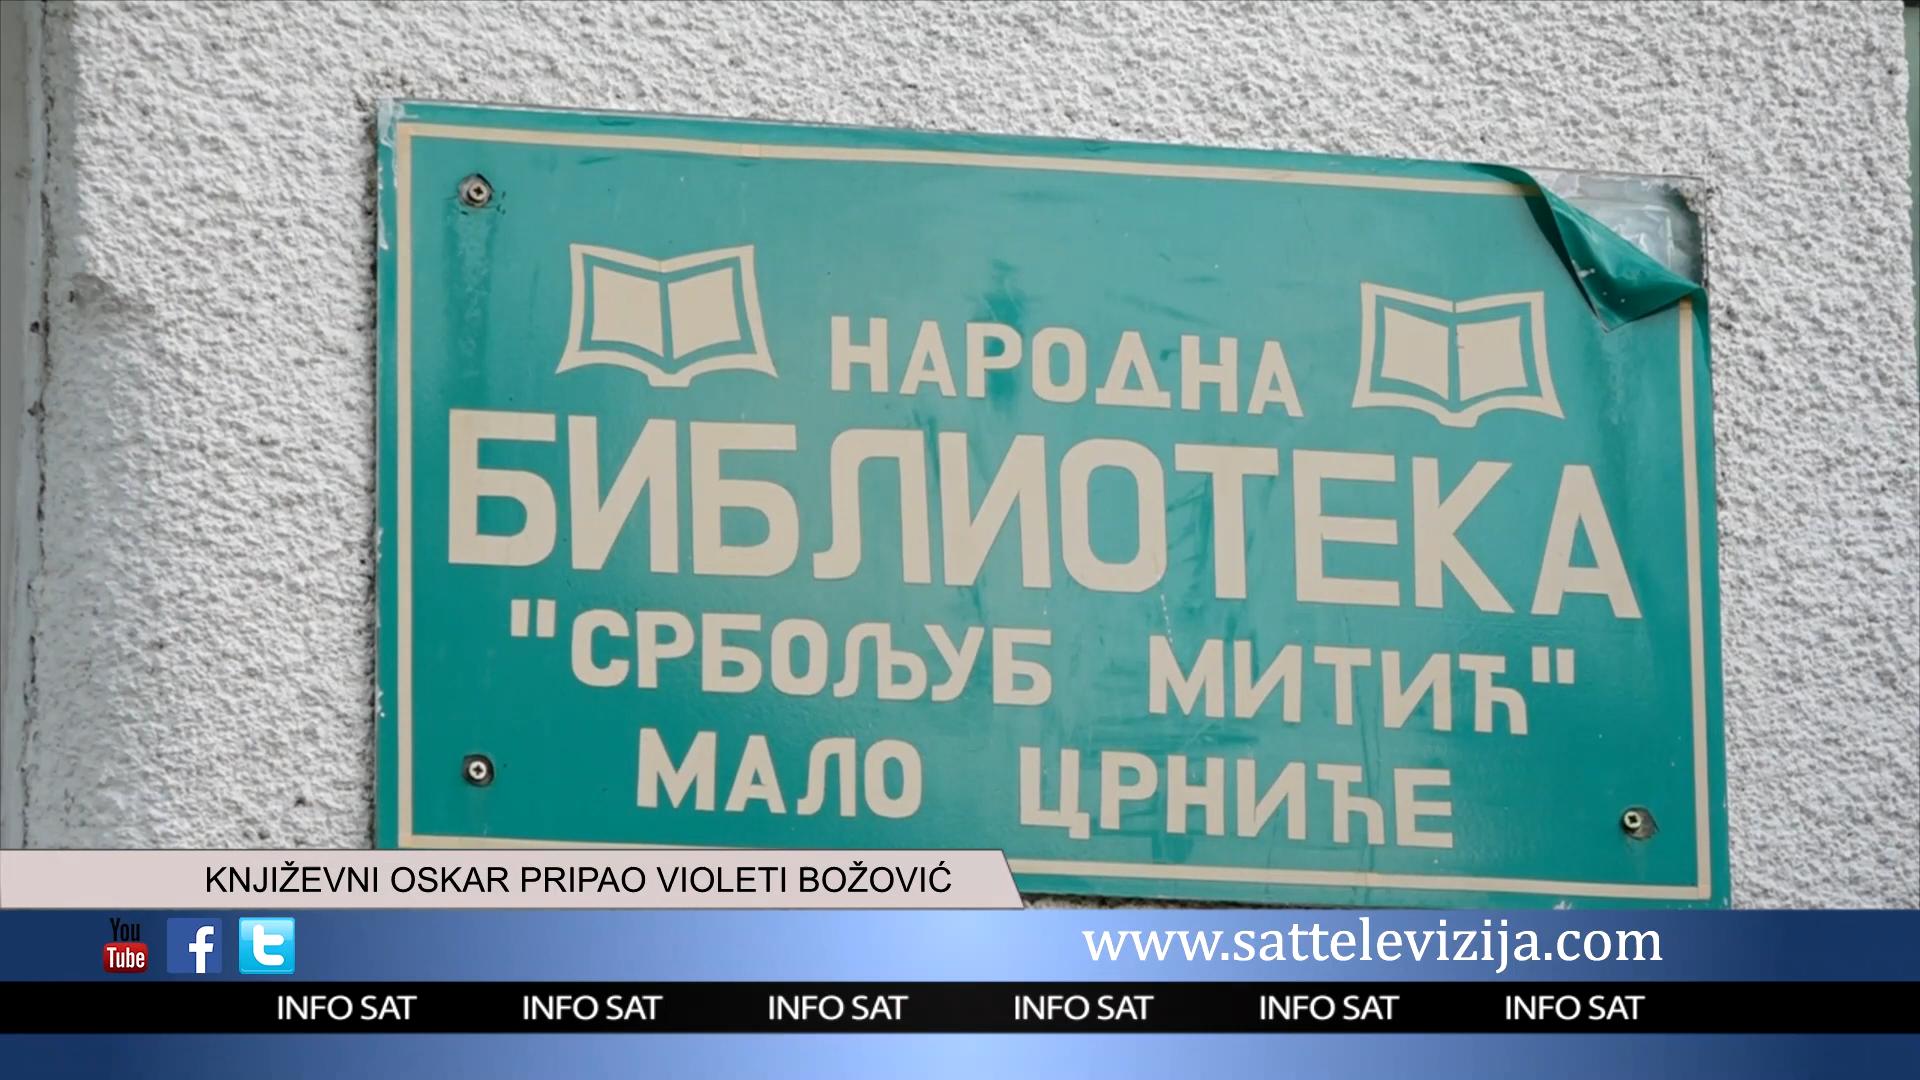 НАРОДНА
БИБЛИОТЕКА
"СРБОЉУБ МИТИЋ"
МАЛО ЦРНИЋЕ
KNJIŽEVNI OSKAR PRIPAO VIOLETI BOŽOVIĆ
You
Tube
f
t
www.sattelevizija.com
INFO SAT INFO SAT INFO SAT INFO SAT INFO SAT INFO SAT